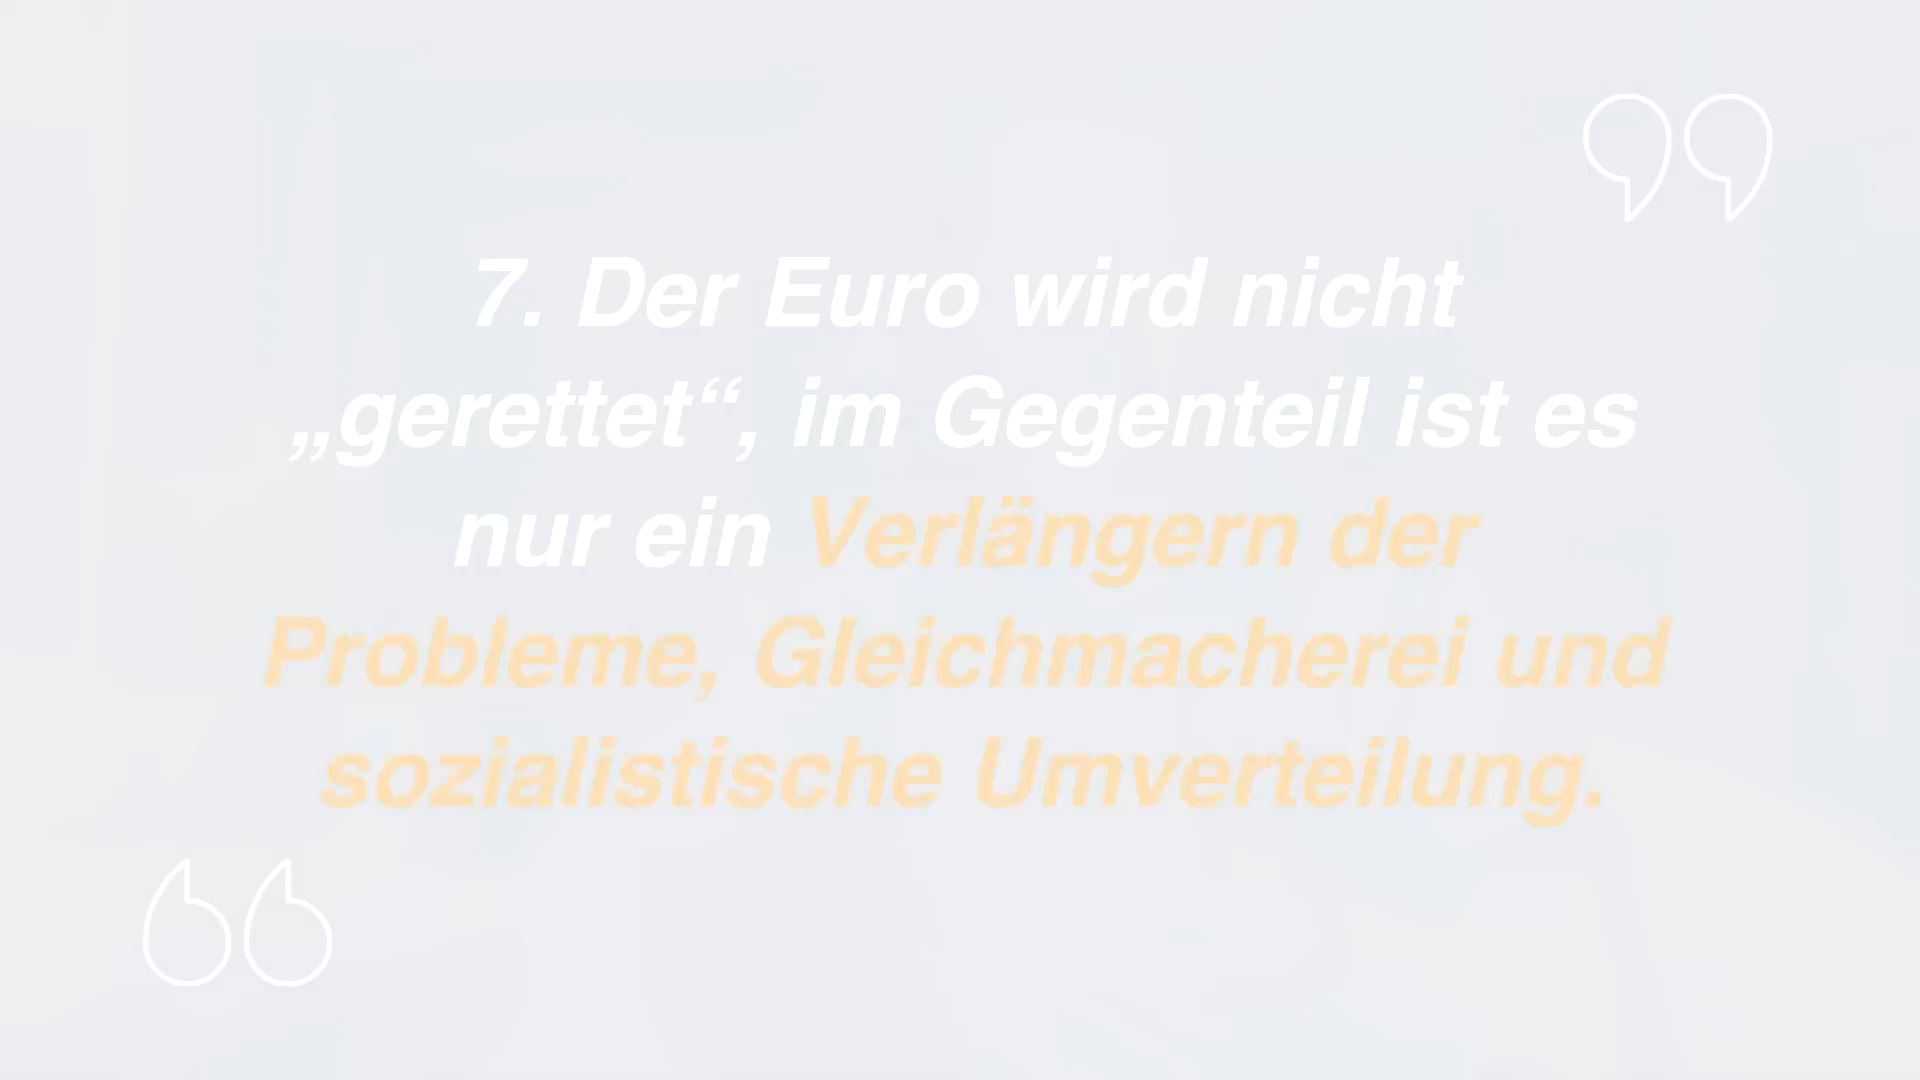 7. Der Euro wird nicht
„gerettet“, im Gegenteil ist es
nur ein Verlängern der
Probleme, Gleichmacherei und
sozialistische Umverteilung.